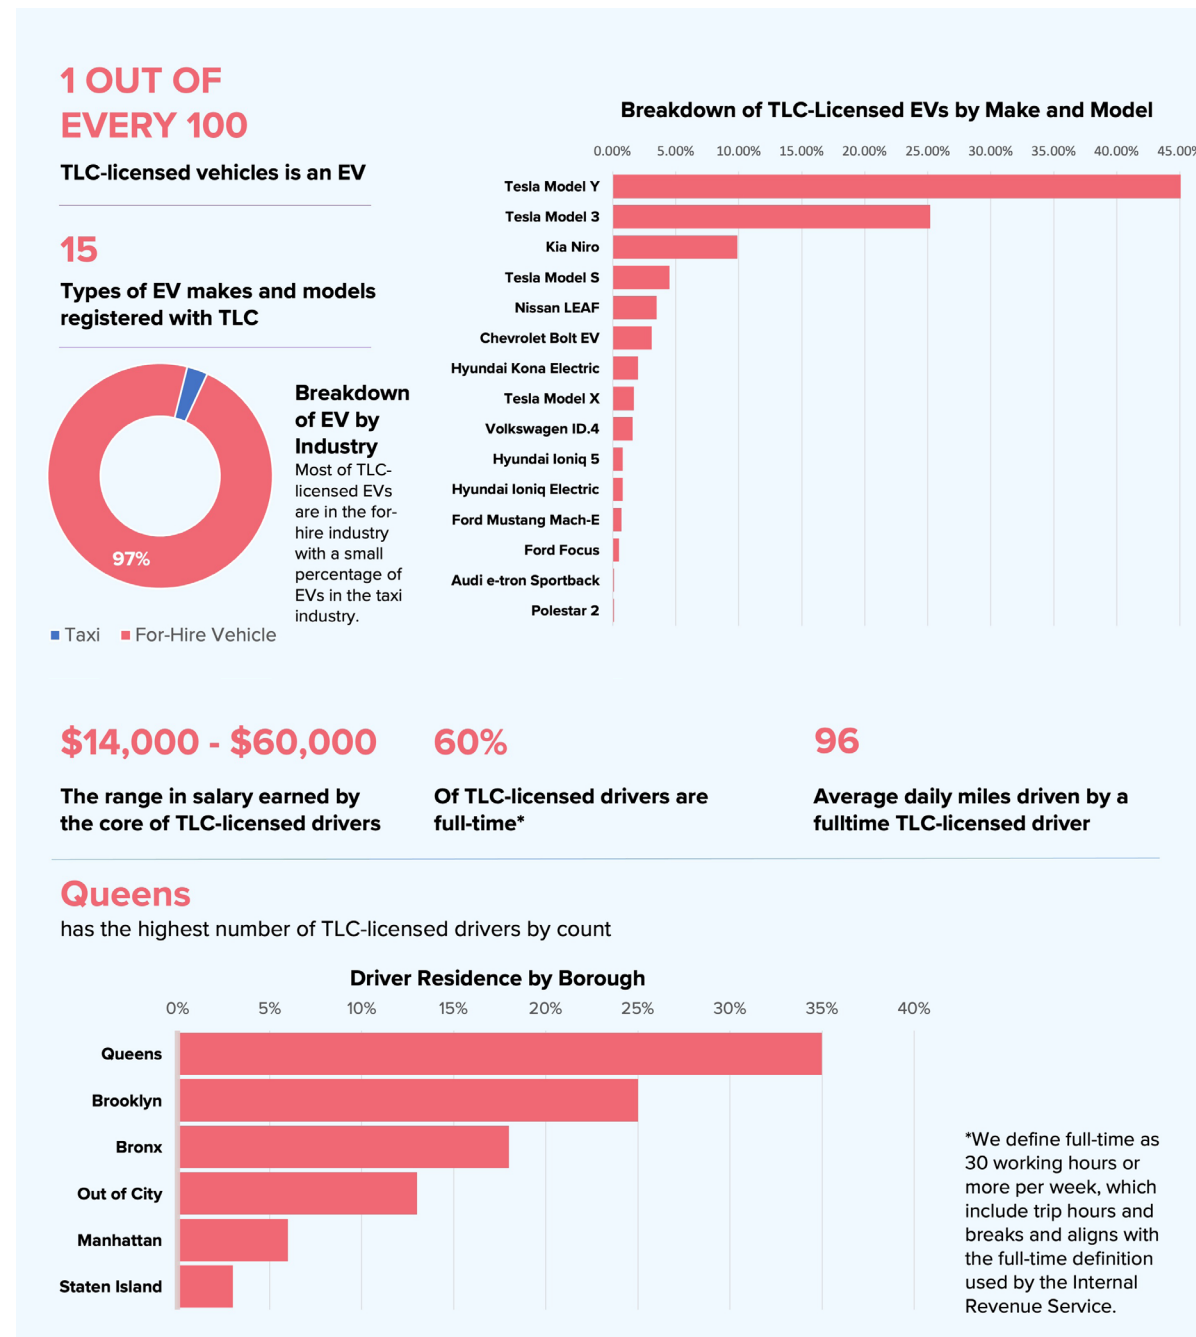 1 OUT OF
EVERY 100
TLC-licensed vehicles is an EV
15
Types of EV makes and models
registered with TLC
97%
Taxi For-Hire Vehicle
Breakdown
of EV by
Industry
Most of TLC-
licensed EVs
are in the for-
hire industry
with a small
percentage of
EVs in the taxi
industry.
Breakdown of TLC-Licensed EVs by Make and Model
0.00% 5.00% 10.00% 15.00% 20.00% 25.00% 30.00% 35.00% 40.00% 45.00%
Tesla Model Y
Tesla Model 3
Kia Niro
Tesla Model S
Nissan LEAF
Chevrolet Bolt EV
Hyundai Kona Electric
Tesla Model X
Volkswagen ID.4
Hyundai Ioniq 5
Hyundai Ioniq Electric
Ford Mustang Mach-E
Ford Focus
Audi e-tron Sportback
Polestar 2
$14,000 - $60,000
The range in salary earned by
the core of TLC-licensed drivers
60%
Of TLC-licensed drivers are
full-time*
96
Average daily miles driven by a
fulltime TLC-licensed driver
Queens
has the highest number of TLC-licensed drivers by count
Driver Residence by Borough
0% 5% 10% 15% 20% 25% 30% 35% 40%
Queens
Brooklyn
Bronx
Out of City
Manhattan
Staten Island
*We define full-time as
30 working hours or
more per week, which
include trip hours and
breaks and aligns with
the full-time definition
used by the Internal
Revenue Service.